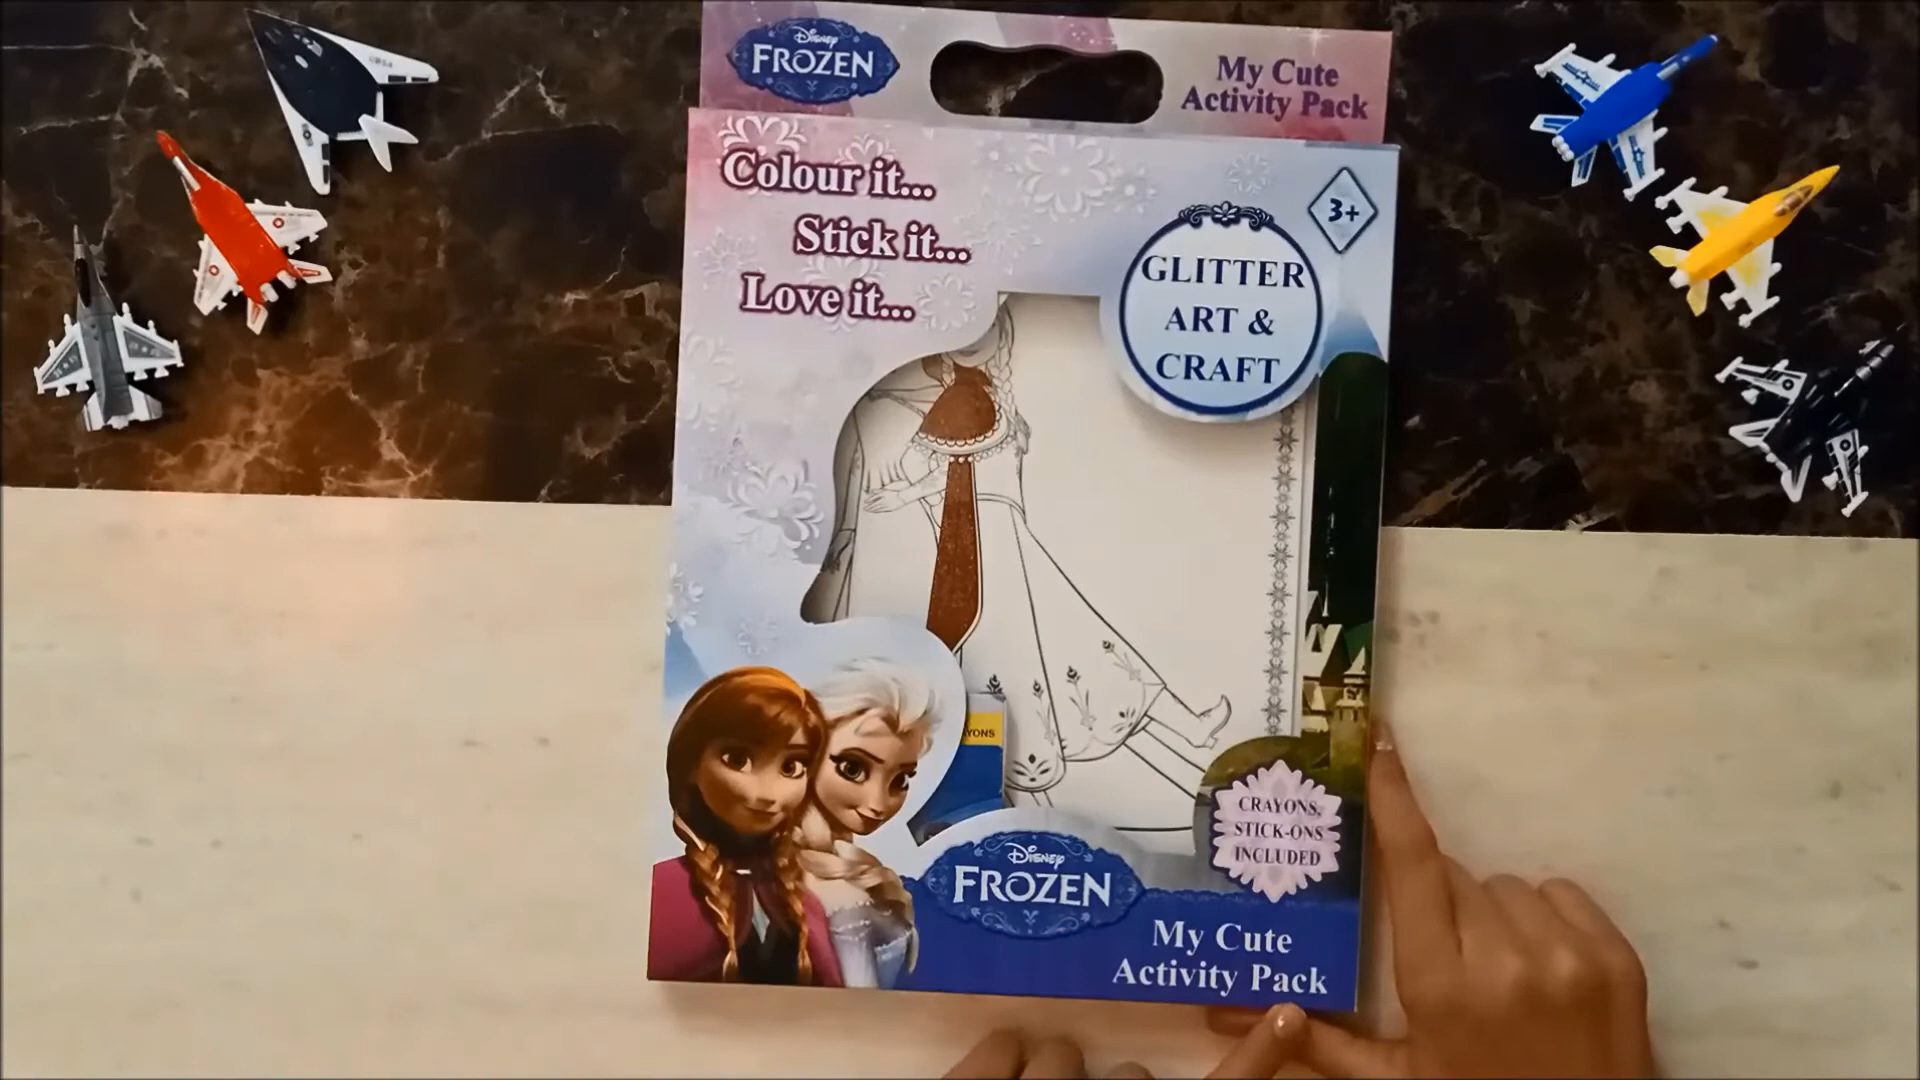 Disney
FROZEN
My Cute
Activity Pack
Colour it...
Stick it...
Love it...
3+
GLITTER
ART &
CRAFT
YONS
CRAYONS,
STICK-ONS
INCLUDED
Disney
FROZEN
My Cute
Activity Pack